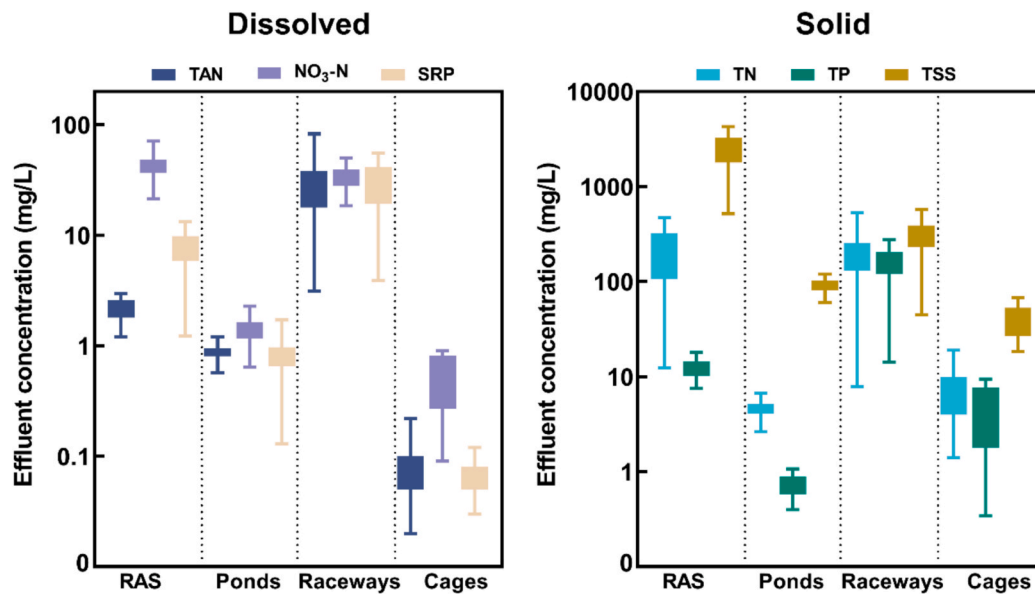 Dissolved
TAN NO₃-N SRP
Effluent concentration (mg/L)
100
10
1
0.1
0
RAS Ponds Raceways Cages
Solid
TN TP TSS
Effluent concentration (mg/L)
10000
1000
100
10
1
0
RAS Ponds Raceways Cages